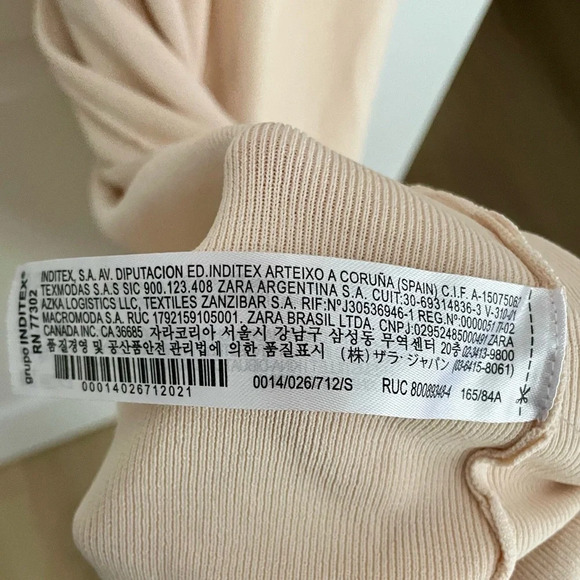 grupo INDITEX®
RN 77302
INDITEX, S.A. AV. DIPUTACION ED.INDITEX ARTEIXO A CORUÑA (SPAIN) C.I.F. A-15075062
TEXMODAS S.A.S SIC 900.123.408 ZARA ARGENTINA S.A. CUIT:30-69314836-3 V-310-01
AZKA LOGISTICS LLC, TEXTILES ZANZIBAR S.A. RIF:NºJ30536946-1 REG.Nº:0000051 TT-02
MACROMODA S.A. RUC 1792159105001. ZARA BRASIL LTDA. CNPJ:02952485000491 ZARA
CANADA INC. CA 36685 자라코리아 서울시 강남구 삼성동 무역센터 20층 02-3413-9800
품질경영 및 공산품안전 관리법에 의한 품질표시 (株) ザラ・ジャパン (03-6415-8061)
00014026712021
0014/026/712/S
RUC 80089348-4
165/84A